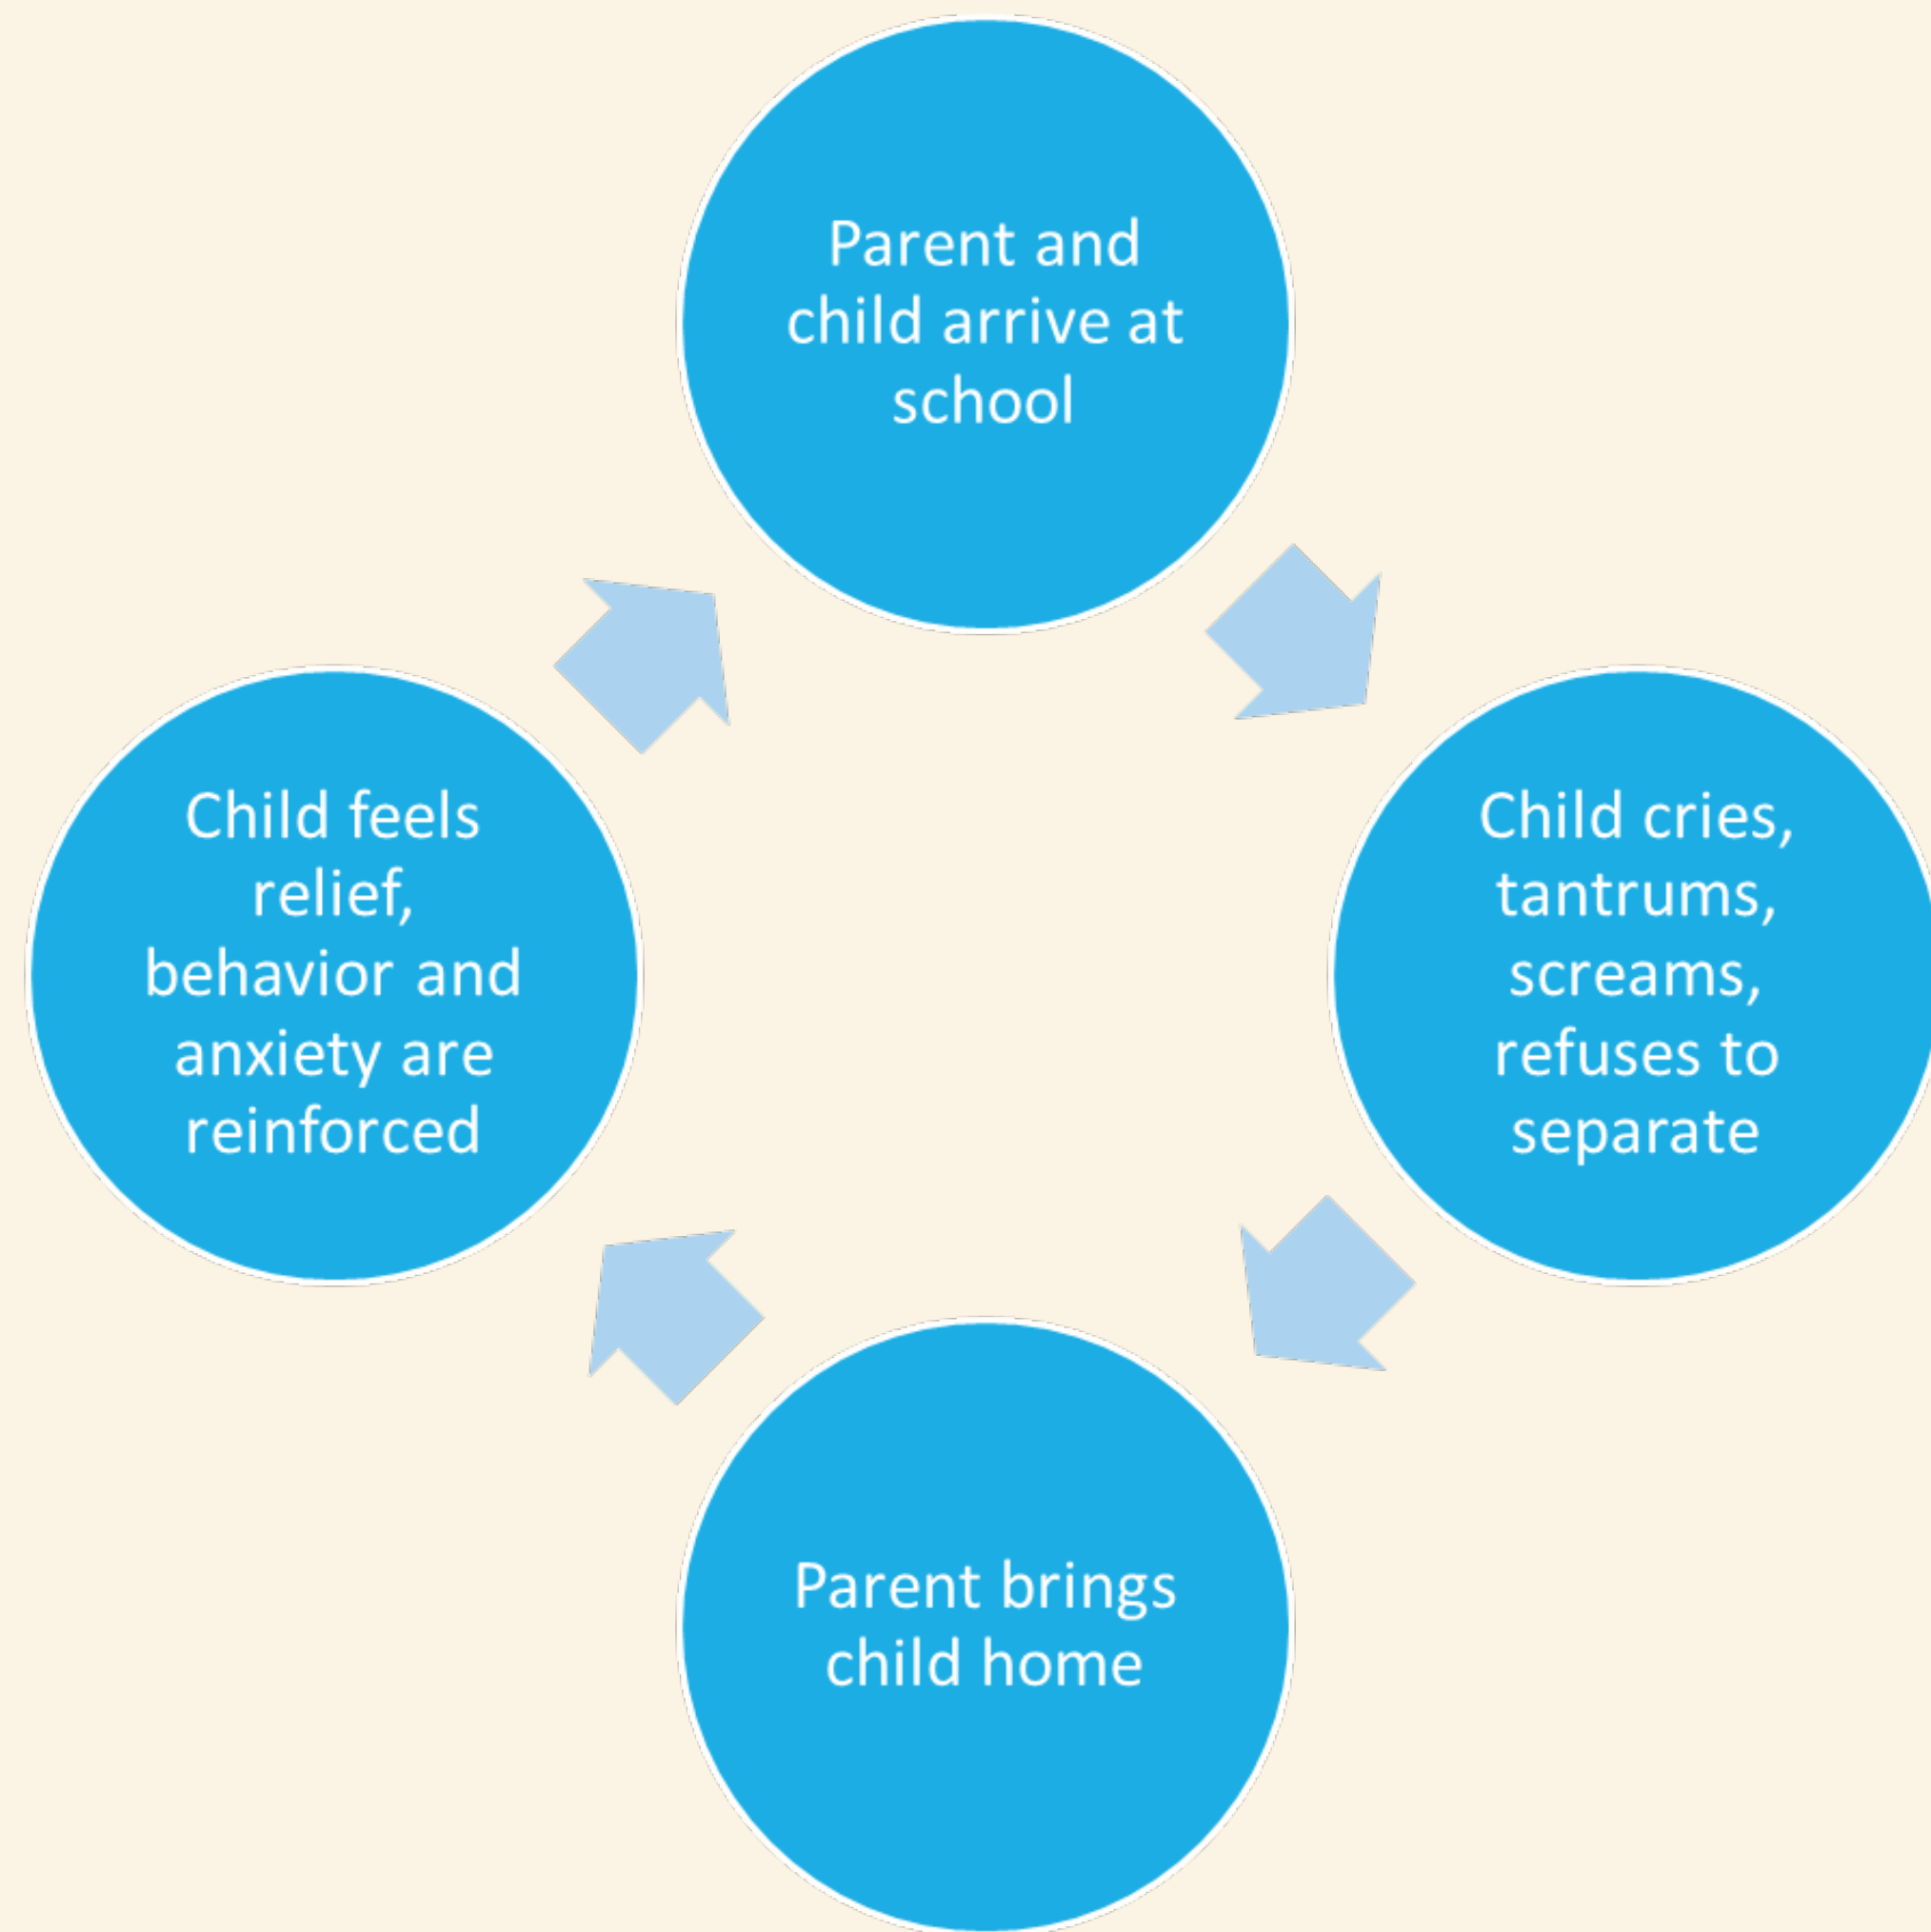 Parent and
child arrive at
school
Child cries,
tantrums,
screams,
refuses to
separate
Parent brings
child home
Child feels
relief,
behavior and
anxiety are
reinforced